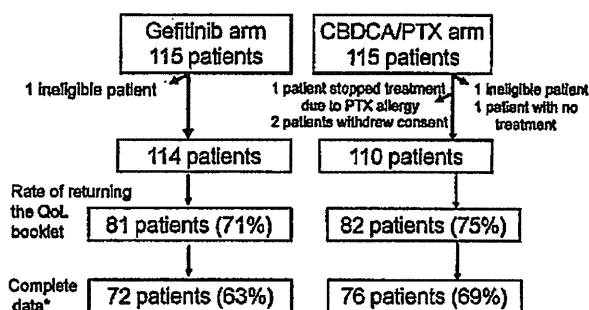 Gefitinib arm
115 patients
CBDCA/PTX arm
115 patients
1 ineligible patient
1 patient stopped treatment
due to PTX allergy
2 patients withdrew consent
1 ineligible patient
1 patient with no
treatment
114 patients
110 patients
Rate of returning
the QoL
booklet
81 patients (71%)
82 patients (75%)
Complete
data*
72 patients (63%)
76 patients (69%)